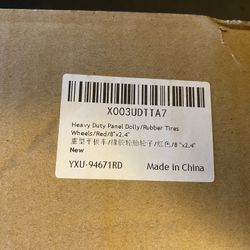 X003UDTTA7
Heavy Duty Panel Dolly/Rubber Tires
Wheels/Red/8"x2.4"
重型平板车/橡胶轮胎轮子/红色/8 "x2.4"
New
YXU-94671RD Made in China